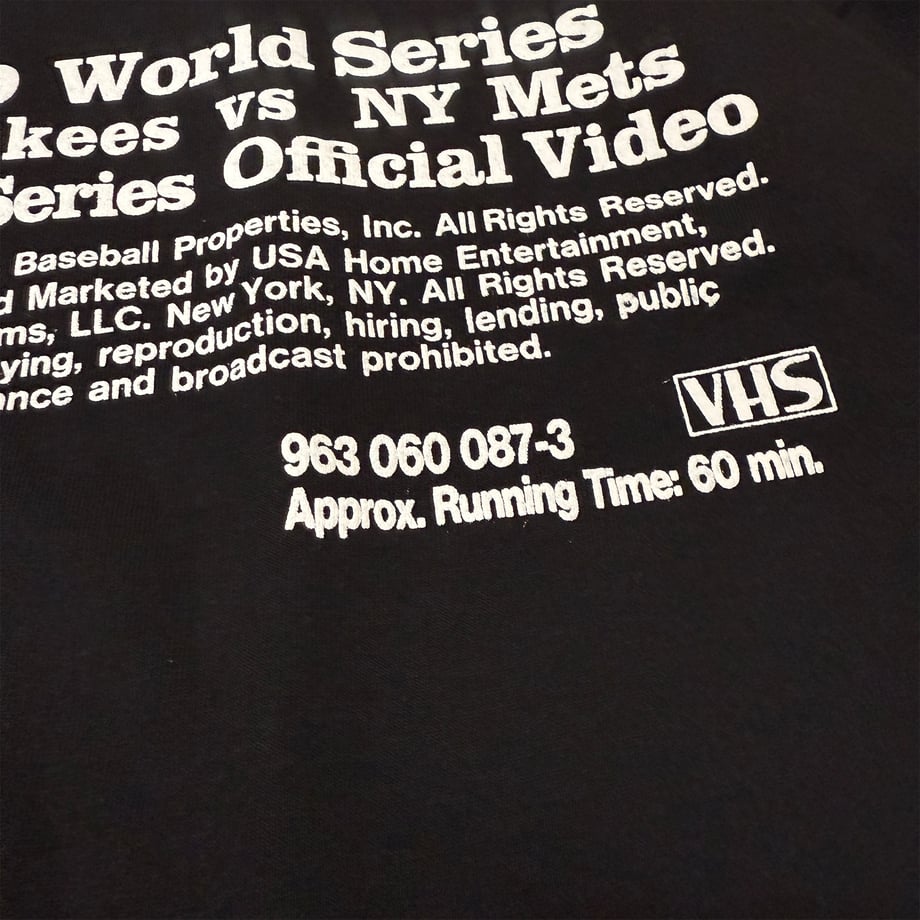 World Series
kees vs NY Mets
Series Official Video
Baseball Properties, Inc. All Rights Reserved.
d Marketed by USA Home Entertainment,
ms, LLC. New York, NY. All Rights Reserved.
ying, reproduction, hiring, lending, public
ance and broadcast prohibited.
VHS
963 060 087-3
Approx. Running Time: 60 min.